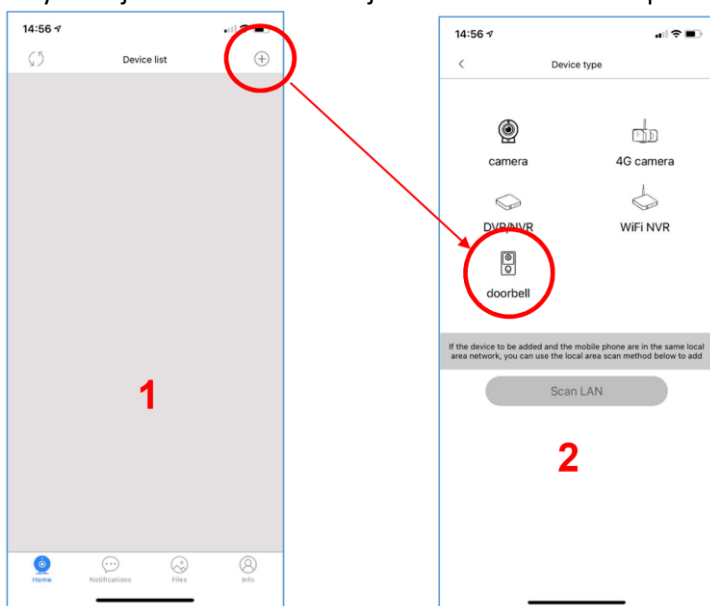 14:56
Device list
1
Home
Notifications
Files
Info
14:56
Device type
camera
4G camera
DVR/NVR
WiFi NVR
doorbell
If the device to be added and the mobile phone are in the same local
area network, you can use the local area scan method below to add
Scan LAN
2